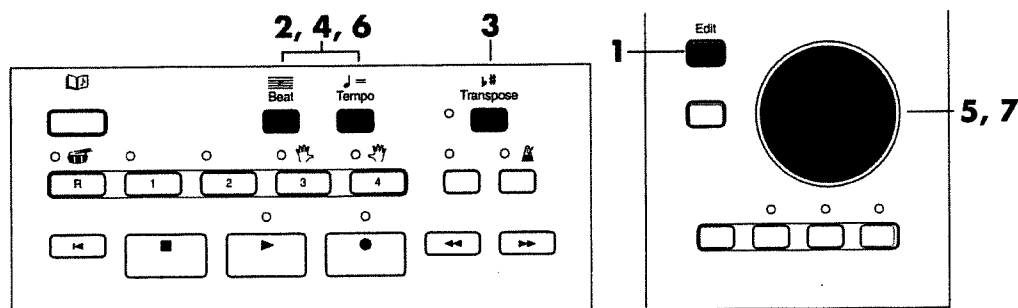 2, 4, 6
3
1
Edit
Beat
♩ =
Tempo
♭#
Transpose
5, 7
R
1
2
3
4